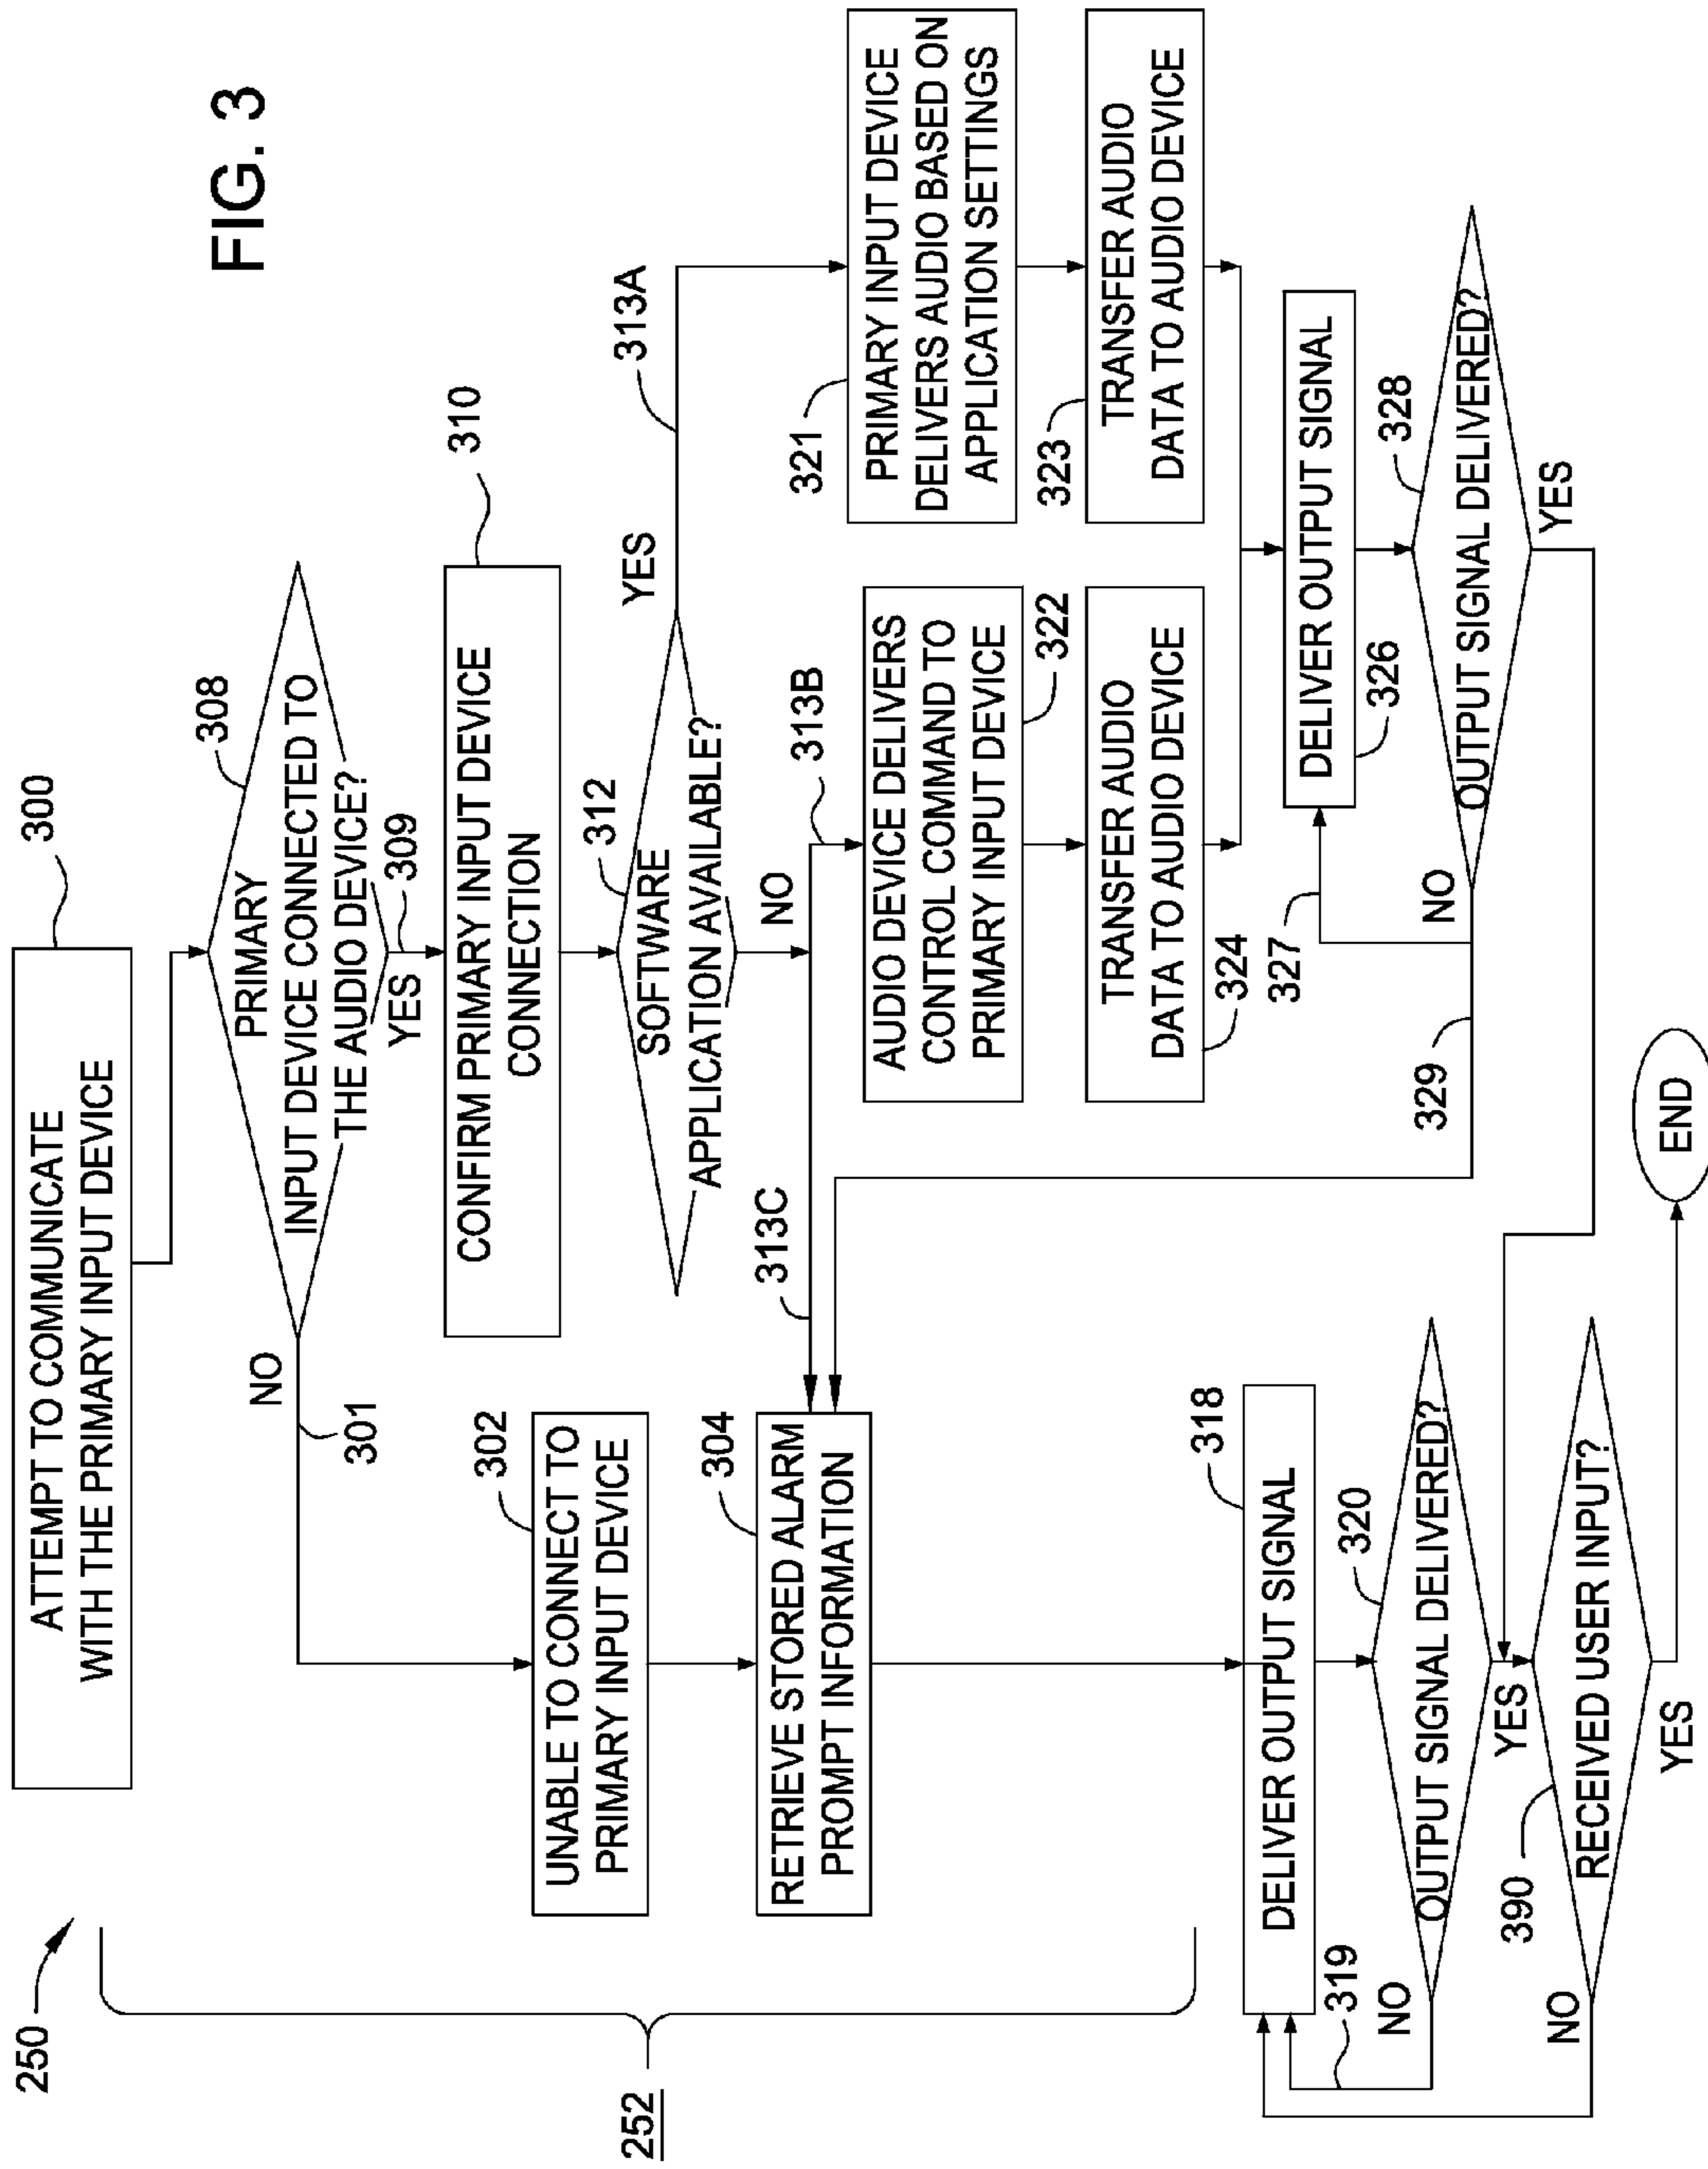 FIG. 3
250
252
300
ATTEMPT TO COMMUNICATE
WITH THE PRIMARY INPUT DEVICE
308
PRIMARY
INPUT DEVICE CONNECTED TO
THE AUDIO DEVICE?
NO
301
YES
309
302
UNABLE TO CONNECT TO
PRIMARY INPUT DEVICE
310
CONFIRM PRIMARY INPUT DEVICE
CONNECTION
312
SOFTWARE
APPLICATION AVAILABLE?
YES
313A
NO
313B
313C
304
RETRIEVE STORED ALARM
PROMPT INFORMATION
AUDIO DEVICE DELIVERS
CONTROL COMMAND TO
PRIMARY INPUT DEVICE
322
321
PRIMARY INPUT DEVICE
DELIVERS AUDIO BASED ON
APPLICATION SETTINGS
TRANSFER AUDIO
DATA TO AUDIO DEVICE
324
323
TRANSFER AUDIO
DATA TO AUDIO DEVICE
318
DELIVER OUTPUT SIGNAL
327
DELIVER OUTPUT SIGNAL
326
319
NO
320
OUTPUT SIGNAL DELIVERED?
YES
329
NO
328
OUTPUT SIGNAL DELIVERED?
YES
390
NO
RECEIVED USER INPUT?
YES
END